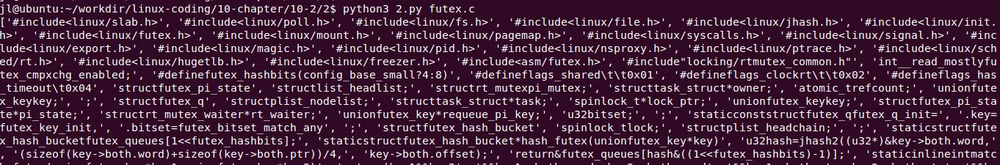 jl@ubuntu:~/workdir/linux-coding/10-chapter/10-2/2$ python3 2.py futex.c
['#include<linux/slab.h>', '#include<linux/poll.h>', '#include<linux/fs.h>', '#include<linux/file.h>', '#include<linux/jhash.h>', '#include<linux/init.
h>', '#include<linux/futex.h>', '#include<linux/mount.h>', '#include<linux/pagemap.h>', '#include<linux/syscalls.h>', '#include<linux/signal.h>', '#inc
lude<linux/export.h>', '#include<linux/magic.h>', '#include<linux/pid.h>', '#include<linux/nsproxy.h>', '#include<linux/ptrace.h>', '#include<linux/sch
ed/rt.h>', '#include<linux/hugetlb.h>', '#include<linux/freezer.h>', '#include<asm/futex.h>', '#include"locking/rtmutex_common.h"', 'int__read_mostlyfu
tex_cmpxchg_enabled;', '#definefutex_hashbits(config_base_small?4:8)', '#defineflags_shared\t\t0x01', '#defineflags_clockrt\t\t0x02', '#defineflags_has
_timeout\t0x04', 'structfutex_pi_state', 'structlist_headlist;', 'structrt_mutexpi_mutex;', 'structtask_struct*owner;', 'atomic_trefcount;', 'unionfute
x_keykey;', ';', 'structfutex_q', 'structplist_nodelist;', 'structtask_struct*task;', 'spinlock_t*lock_ptr;', 'unionfutex_keykey;', 'structfutex_pi_sta
te*pi_state;', 'structrt_mutex_waiter*rt_waiter;', 'unionfutex_key*requeue_pi_key;', 'u32bitset;', ';', 'staticconststructfutex_qfutex_q_init=', '.key=
futex_key_init,', '.bitset=futex_bitset_match_any', ';', 'structfutex_hash_bucket', 'spinlock_tlock;', 'structplist_headchain;', ';', 'staticstructfute
x_hash_bucketfutex_queues[1<<futex_hashbits];', 'staticstructfutex_hash_bucket*hash_futex(unionfutex_key*key)', 'u32hash=jhash2((u32*)&key->both.word,'
, '(sizeof(key->both.word)+sizeof(key->both.ptr))/4,', 'key->both.offset);', 'return&futex_queues[hash&((1<<futex_hashbits)-1)];', 'staticinlineintmatc